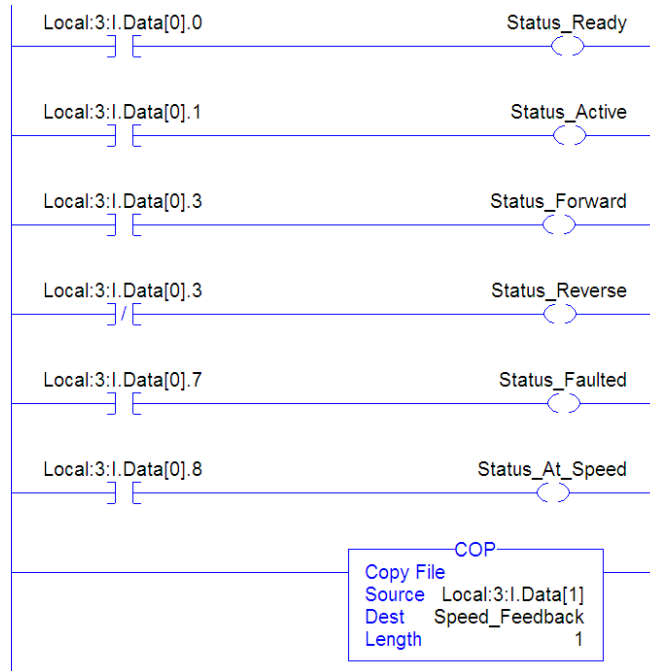 Local:3:I.Data[0].0 Status_Ready
Local:3:I.Data[0].1 Status_Active
Local:3:I.Data[0].3 Status_Forward
Local:3:I.Data[0].3 Status_Reverse
/
Local:3:I.Data[0].7 Status_Faulted
Local:3:I.Data[0].8 Status_At_Speed
COP
Copy File
Source Local:3:I.Data[1]
Dest Speed_Feedback
Length 1